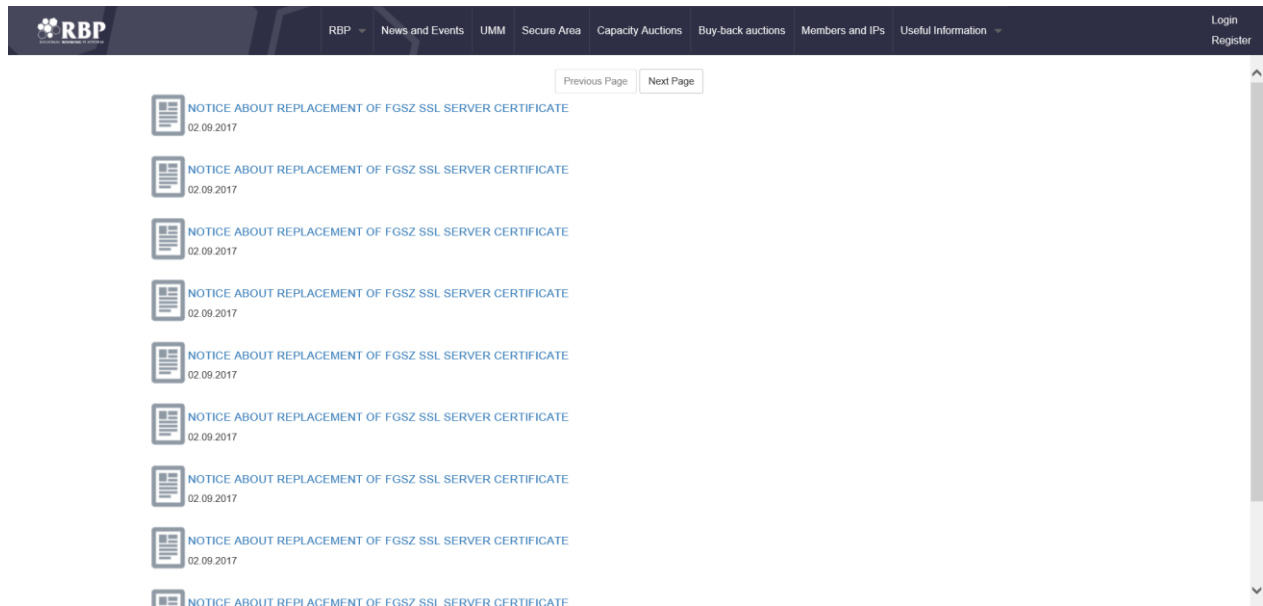 RBP
RBP News and Events UMM Secure Area Capacity Auctions Buy-back auctions Members and IPs Useful Information
Login
Register
Previous Page Next Page
NOTICE ABOUT REPLACEMENT OF FGSZ SSL SERVER CERTIFICATE
02.09.2017
NOTICE ABOUT REPLACEMENT OF FGSZ SSL SERVER CERTIFICATE
02.09.2017
NOTICE ABOUT REPLACEMENT OF FGSZ SSL SERVER CERTIFICATE
02.09.2017
NOTICE ABOUT REPLACEMENT OF FGSZ SSL SERVER CERTIFICATE
02.09.2017
NOTICE ABOUT REPLACEMENT OF FGSZ SSL SERVER CERTIFICATE
02.09.2017
NOTICE ABOUT REPLACEMENT OF FGSZ SSL SERVER CERTIFICATE
02.09.2017
NOTICE ABOUT REPLACEMENT OF FGSZ SSL SERVER CERTIFICATE
02.09.2017
NOTICE ABOUT REPLACEMENT OF FGSZ SSL SERVER CERTIFICATE
02.09.2017
NOTICE ABOUT REPLACEMENT OF FGSZ SSL SERVER CERTIFICATE